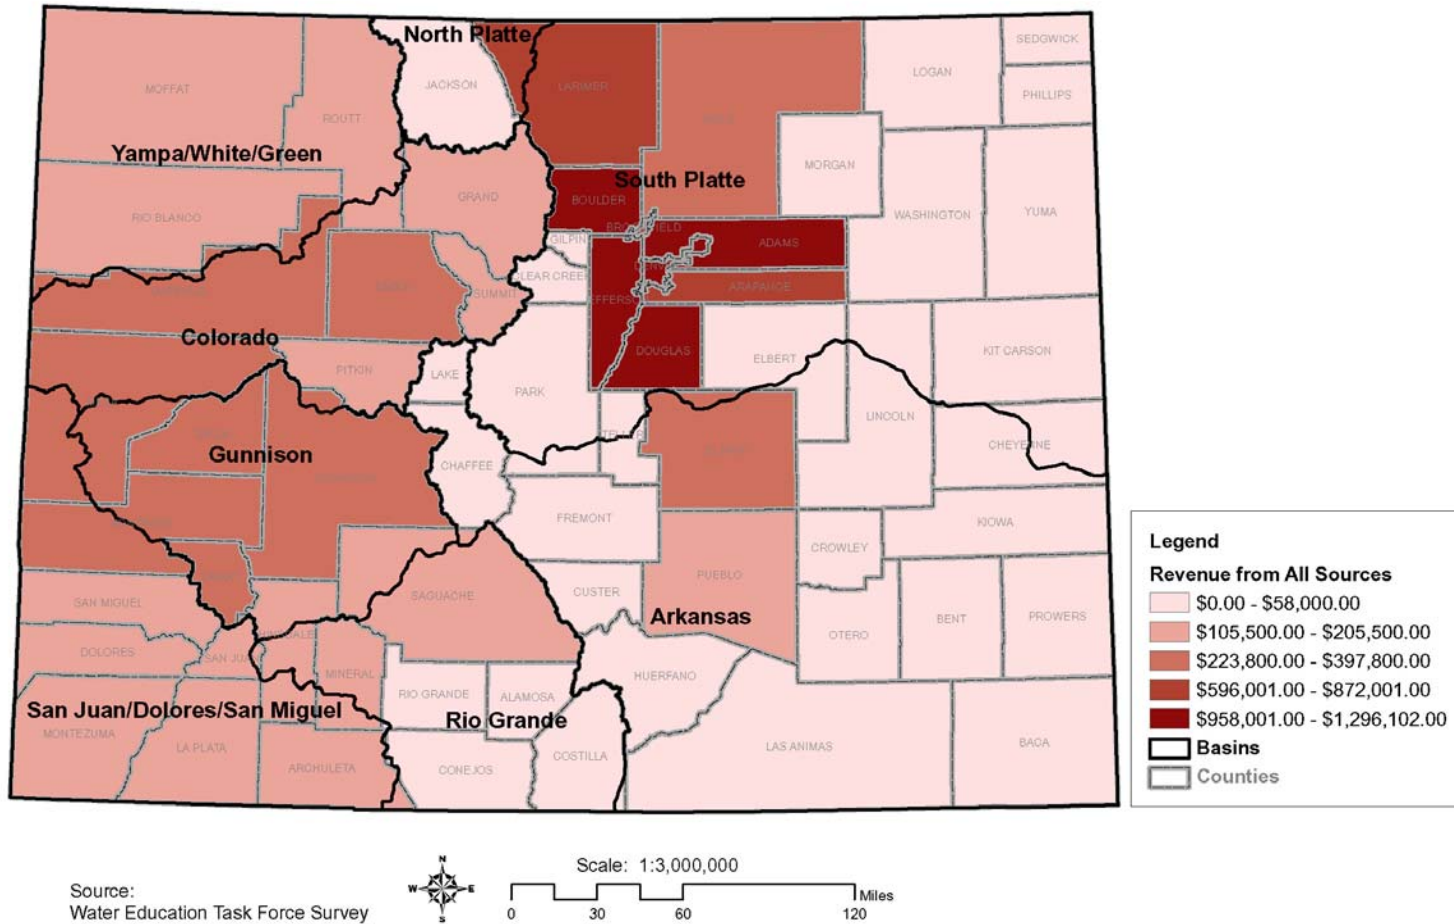 North Platte
SEDGWICK
LOGAN
JACKSON
LARIMER
MOFFAT
PHILLIPS
ROUTT
Yampa/White/Green
MORGAN
South Platte
GRAND
BOULDER
RIO BLANCO
WASHINGTON
YUMA
GILPIN
ADAMS
CLEAR CREEK
SUMMIT
ARAPAHOE
Colorado
DOUGLAS
ELBERT
KIT CARSON
PITKIN
LAKE
PARK
LINCOLN
TELLER
CHEYENNE
Gunnison
CHAFFEE
FREMONT
KIOWA
CROWLEY
PUEBLO
SAGUACHE
CUSTER
SAN MIGUEL
Arkansas
BENT
PROWERS
OTERO
DOLORES
SAN JUAN
MINERAL
HUERFANO
RIO GRANDE
ALAMOSA
San Juan/Dolores/San Miguel
Rio Grande
MONTEZUMA
LA PLATA
LAS ANIMAS
BACA
COSTILLA
ARCHULETA
CONEJOS
Legend
Revenue from All Sources
$0.00 - $58,000.00
$105,500.00 - $205,500.00
$223,800.00 - $397,800.00
$596,001.00 - $872,001.00
$958,001.00 - $1,296,102.00
Basins
Counties
Scale: 1:3,000,000
N
W E
S
Miles
0 30 60 120
Source:
Water Education Task Force Survey